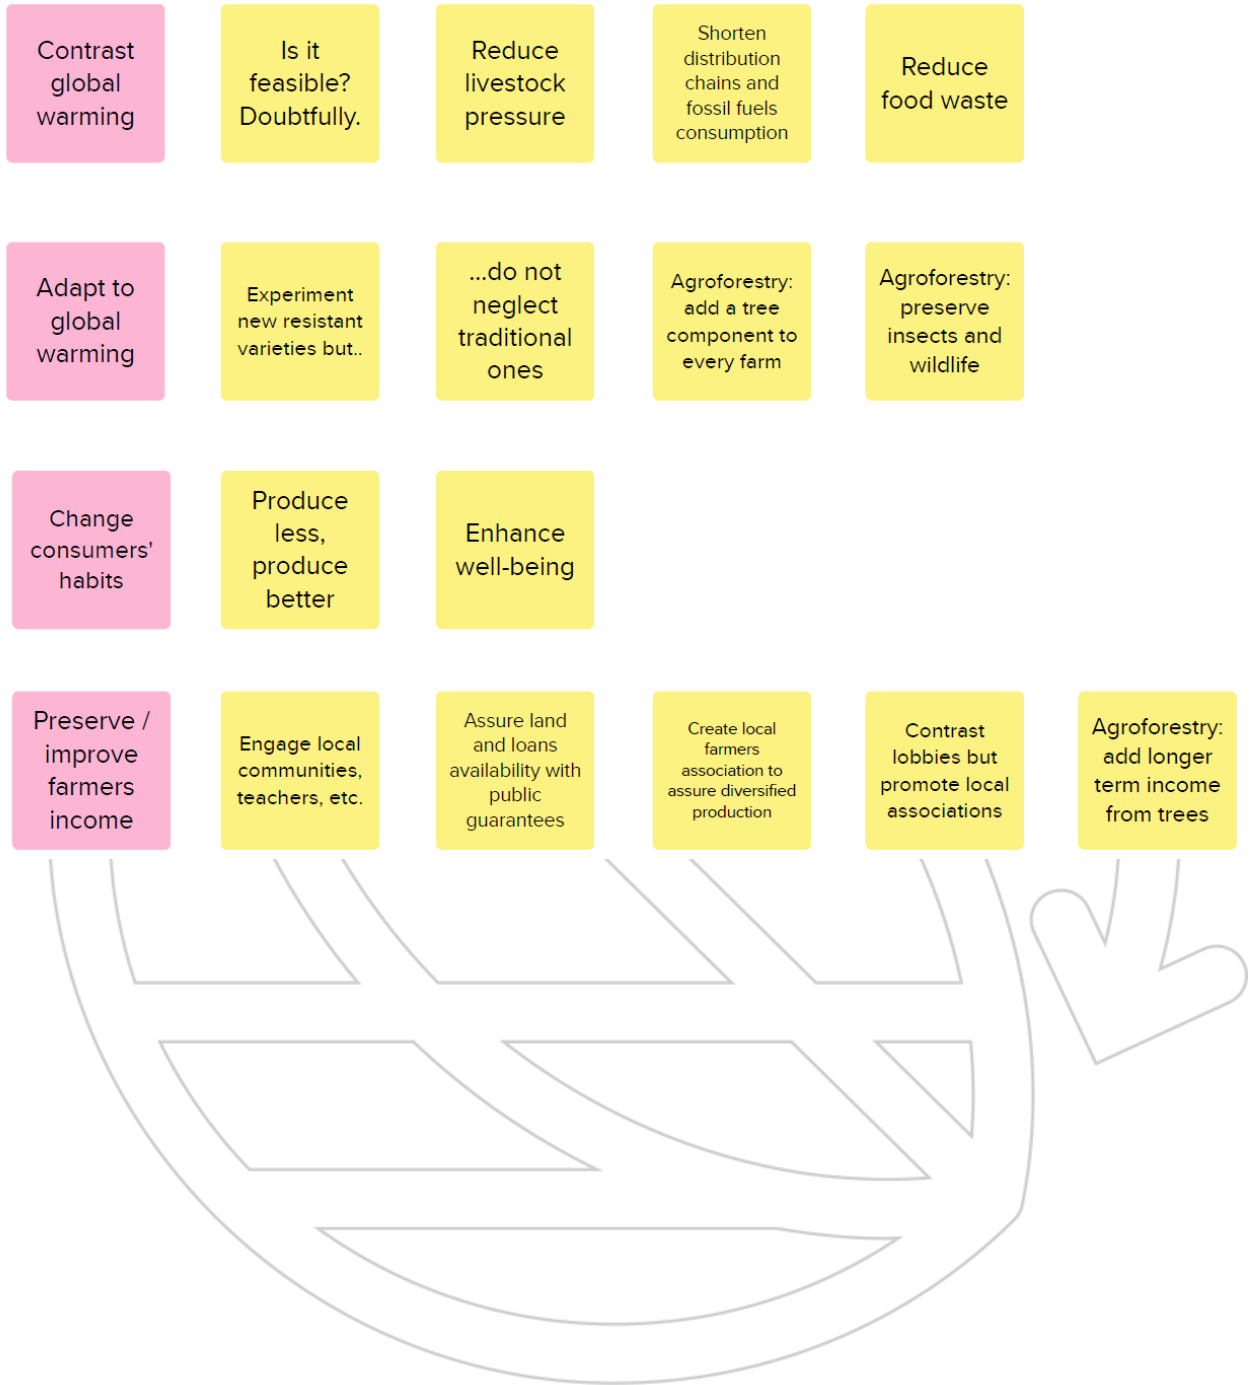 Contrast
global
warming
Is it
feasible?
Doubtfully.
Reduce
livestock
pressure
Shorten
distribution
chains and
fossil fuels
consumption
Reduce
food waste
Adapt to
global
warming
Experiment
new resistant
varieties but..
...do not
neglect
traditional
ones
Agroforestry:
add a tree
component to
every farm
Agroforestry:
preserve
insects and
wildlife
Change
consumers'
habits
Produce
less,
produce
better
Enhance
well-being
Preserve /
improve
farmers
income
Engage local
communities,
teachers, etc.
Assure land
and loans
availability with
public
guarantees
Create local
farmers
association to
assure diversified
production
Contrast
lobbies but
promote local
associations
Agroforestry:
add longer
term income
from trees